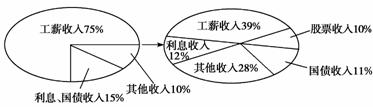 工薪收入75%
利息、国债收入15%
其他收入10%
工薪收入39%
股票收入10%
利息收入
12%
其他收入28%
国债收入11%